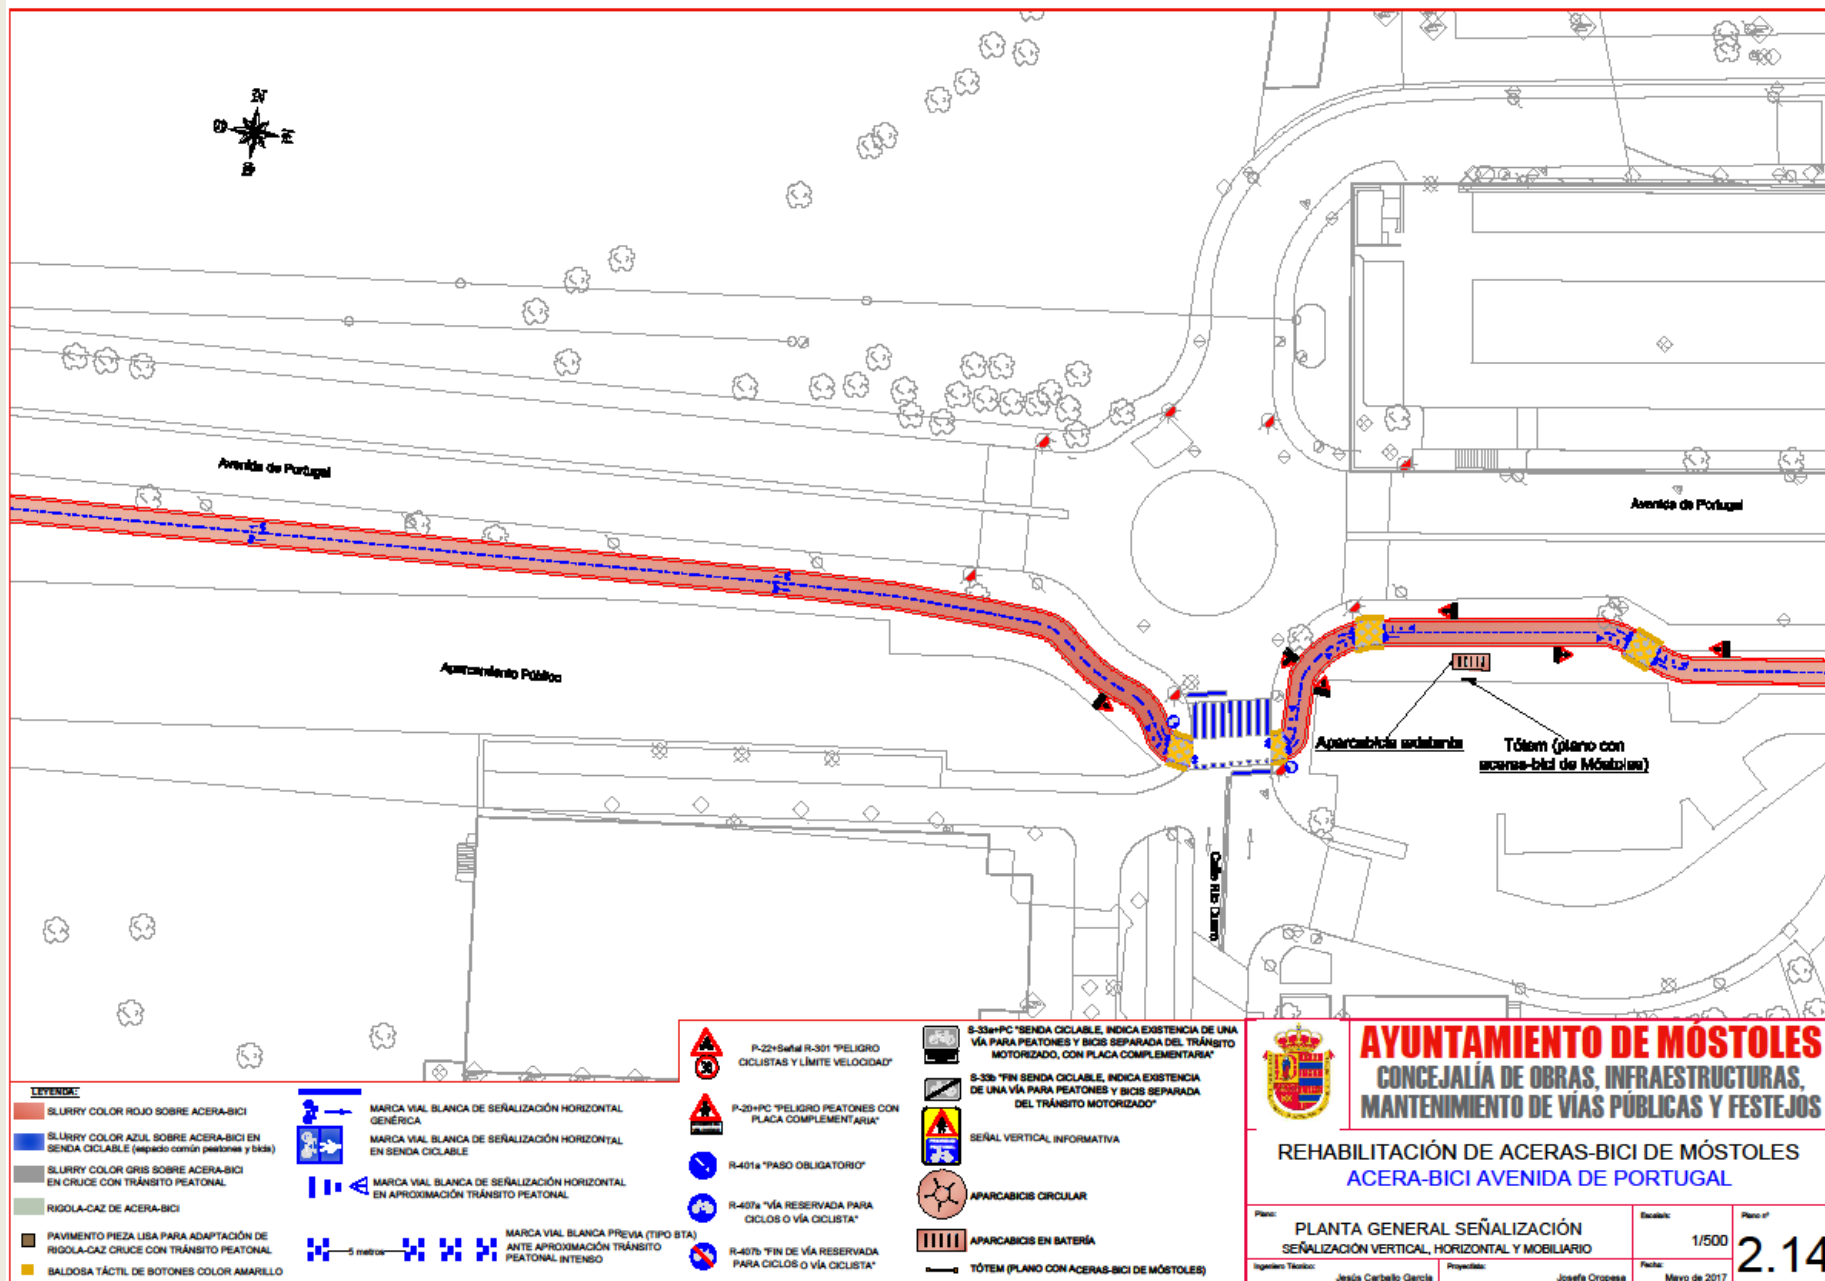 N
Avenida de Portugal
Avenida de Portugal
Aparcamiento Público
Aparcabicis existente
Tótem (plano con
aceras-bici de Móstoles)
Calle Río Duero
LEYENDA:
SLURRY COLOR ROJO SOBRE ACERA-BICI
SLURRY COLOR AZUL SOBRE ACERA-BICI EN
SENDA CICLABLE (espacio común peatones y bicis)
SLURRY COLOR GRIS SOBRE ACERA-BICI
EN CRUCE CON TRÁNSITO PEATONAL
RIGOLA-CAZ DE ACERA-BICI
PAVIMENTO PIEZA LISA PARA ADAPTACIÓN DE
RIGOLA-CAZ CRUCE CON TRÁNSITO PEATONAL
BALDOSA TÁCTIL DE BOTONES COLOR AMARILLO
MARCA VIAL BLANCA DE SEÑALIZACIÓN HORIZONTAL
GENÉRICA
MARCA VIAL BLANCA DE SEÑALIZACIÓN HORIZONTAL
EN SENDA CICLABLE
MARCA VIAL BLANCA DE SEÑALIZACIÓN HORIZONTAL
EN APROXIMACIÓN TRÁNSITO PEATONAL
5 metros
MARCA VIAL BLANCA PREVIA (TIPO BTA)
ANTE APROXIMACIÓN TRÁNSITO
PEATONAL INTENSO
30
P-22+Señal R-301 "PELIGRO
CICLISTAS Y LÍMITE VELOCIDAD"
P-20+PC "PELIGRO PEATONES CON
PLACA COMPLEMENTARIA"
R-401a "PASO OBLIGATORIO"
R-407a "VÍA RESERVADA PARA
CICLOS O VÍA CICLISTA"
R-407b "FIN DE VÍA RESERVADA
PARA CICLOS O VÍA CICLISTA"
S-33a+PC "SENDA CICLABLE, INDICA EXISTENCIA DE UNA
VÍA PARA PEATONES Y BICIS SEPARADA DEL TRÁNSITO
MOTORIZADO, CON PLACA COMPLEMENTARIA"
S-33b "FIN SENDA CICLABLE, INDICA EXISTENCIA
DE UNA VÍA PARA PEATONES Y BICIS SEPARADA
DEL TRÁNSITO MOTORIZADO"
SEÑAL VERTICAL INFORMATIVA
APARCABICIS CIRCULAR
APARCABICIS EN BATERÍA
TÓTEM (PLANO CON ACERAS-BICI DE MÓSTOLES)
AYUNTAMIENTO DE MÓSTOLES
CONCEJALÍA DE OBRAS, INFRAESTRUCTURAS,
MANTENIMIENTO DE VÍAS PÚBLICAS Y FESTEJOS
REHABILITACIÓN DE ACERAS-BICI DE MÓSTOLES
ACERA-BICI AVENIDA DE PORTUGAL
Plano:
PLANTA GENERAL SEÑALIZACIÓN
SEÑALIZACIÓN VERTICAL, HORIZONTAL Y MOBILIARIO
Escala:
1/500
Plano nº
2.14
Ingeniero Técnico:
Jesús Carballo García
Proyectista:
Josefa Oropesa
Fecha:
Mayo de 2017